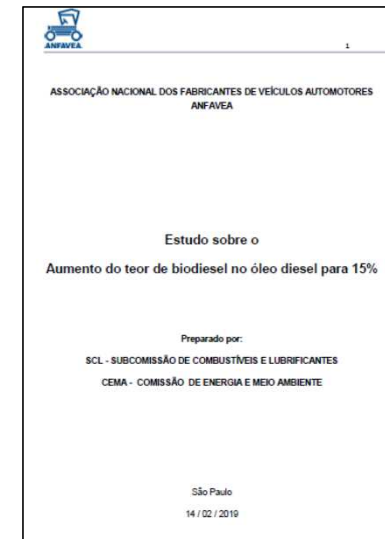 ANFAVEA
1
ASSOCIAÇÃO NACIONAL DOS FABRICANTES DE VEÍCULOS AUTOMOTORES
ANFAVEA
Estudo sobre o
Aumento do teor de biodiesel no óleo diesel para 15%
Preparado por:
SCL - SUBCOMISSÃO DE COMBUSTÍVEIS E LUBRIFICANTES
CEMA - COMISSÃO DE ENERGIA E MEIO AMBIENTE
São Paulo
14 / 02 / 2019